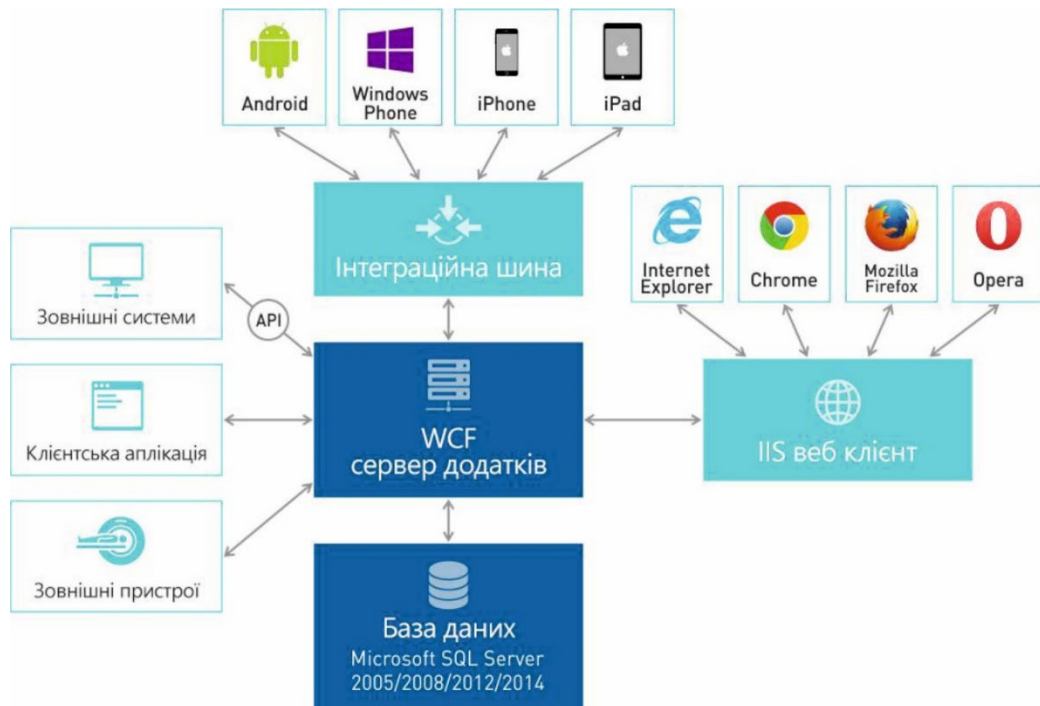 Android
Windows
Phone
iPhone
iPad
Інтеграційна шина
Internet
Explorer
Chrome
Mozilla
Firefox
Opera
Зовнішні системи
API
Клієнтська аплікація
WCF
сервер додатків
IIS веб клієнт
Зовнішні пристрої
База даних
Microsoft SQL Server
2005/2008/2012/2014